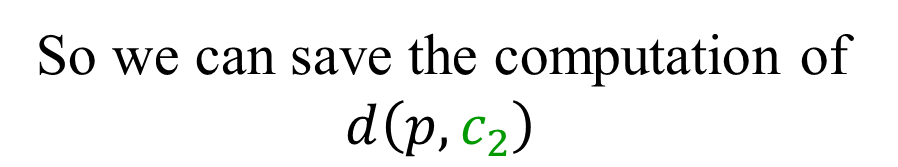 So we can save the computation of
d(p, c₂)